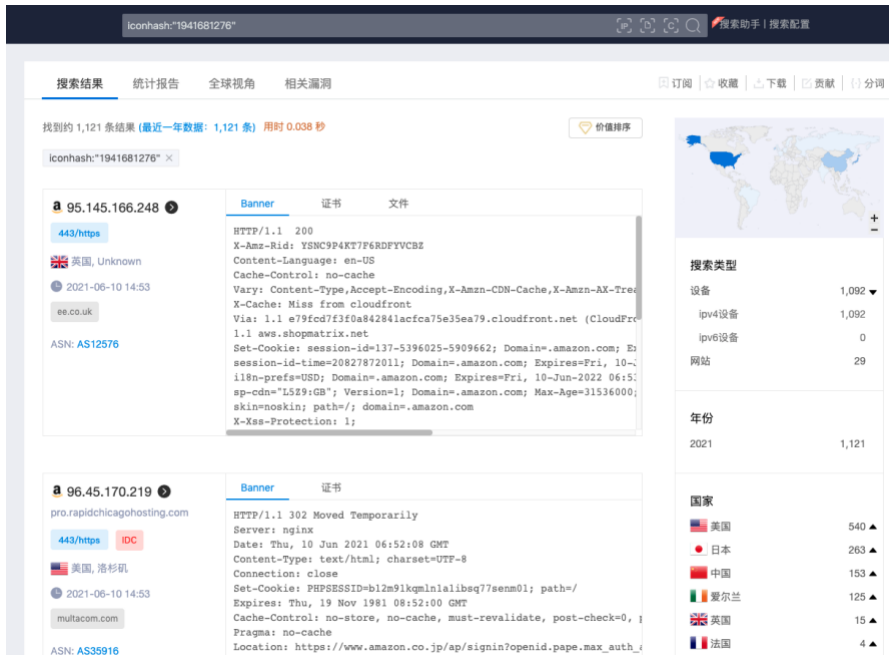 iconhash:"1941681276"
搜索助手 | 搜索配置
搜索结果 统计报告 全球视角 相关漏洞
订阅 收藏 下载 贡献 分词
找到约 1,121 条结果 (最近一年数据: 1,121 条) 用时 0.038 秒
价值排序
iconhash:"1941681276" ×
95.145.166.248
443/https
英国, Unknown
2021-06-10 14:53
ee.co.uk
ASN: AS12576
Banner 证书 文件
HTTP/1.1 200
X-Amz-Rid: YSNC9P4KT7F6RDFYVCBZ
Content-Language: en-US
Cache-Control: no-cache
Vary: Content-Type,Accept-Encoding,X-Amzn-CDN-Cache,X-Amzn-AX-Trea
X-Cache: Miss from cloudfront
Via: 1.1 e79fcd7f3f0a842841acfca75e35ea79.cloudfront.net (CloudFro
1.1 aws.shopmatrix.net
Set-Cookie: session-id=137-5396025-5909662; Domain=.amazon.com; Ex
session-id-time=20827872011; Domain=.amazon.com; Expires=Fri, 10-J
i18n-prefs=USD; Domain=.amazon.com; Expires=Fri, 10-Jun-2022 06:53
sp-cdn="L5Z9:GB"; Version=1; Domain=.amazon.com; Max-Age=31536000;
skin=noskin; path=/; domain=.amazon.com
X-Xss-Protection: 1;
96.45.170.219
pro.rapidchicagohosting.com
443/https IDC
美国, 洛杉矶
2021-06-10 14:53
multacom.com
ASN: AS35916
Banner 证书
HTTP/1.1 302 Moved Temporarily
Server: nginx
Date: Thu, 10 Jun 2021 06:52:08 GMT
Content-Type: text/html; charset=UTF-8
Connection: close
Set-Cookie: PHPSESSID=bl2m9lkqmlnlalibsq77senm01; path=/
Expires: Thu, 19 Nov 1981 08:52:00 GMT
Cache-Control: no-store, no-cache, must-revalidate, post-check=0, p
Pragma: no-cache
Location: https://www.amazon.co.jp/ap/signin?openid.pape.max_auth_a
+
−
搜索类型
设备 1,092
ipv4设备 1,092
ipv6设备 0
网站 29
年份
2021 1,121
国家
美国 540
日本 263
中国 153
爱尔兰 125
英国 15
法国 4